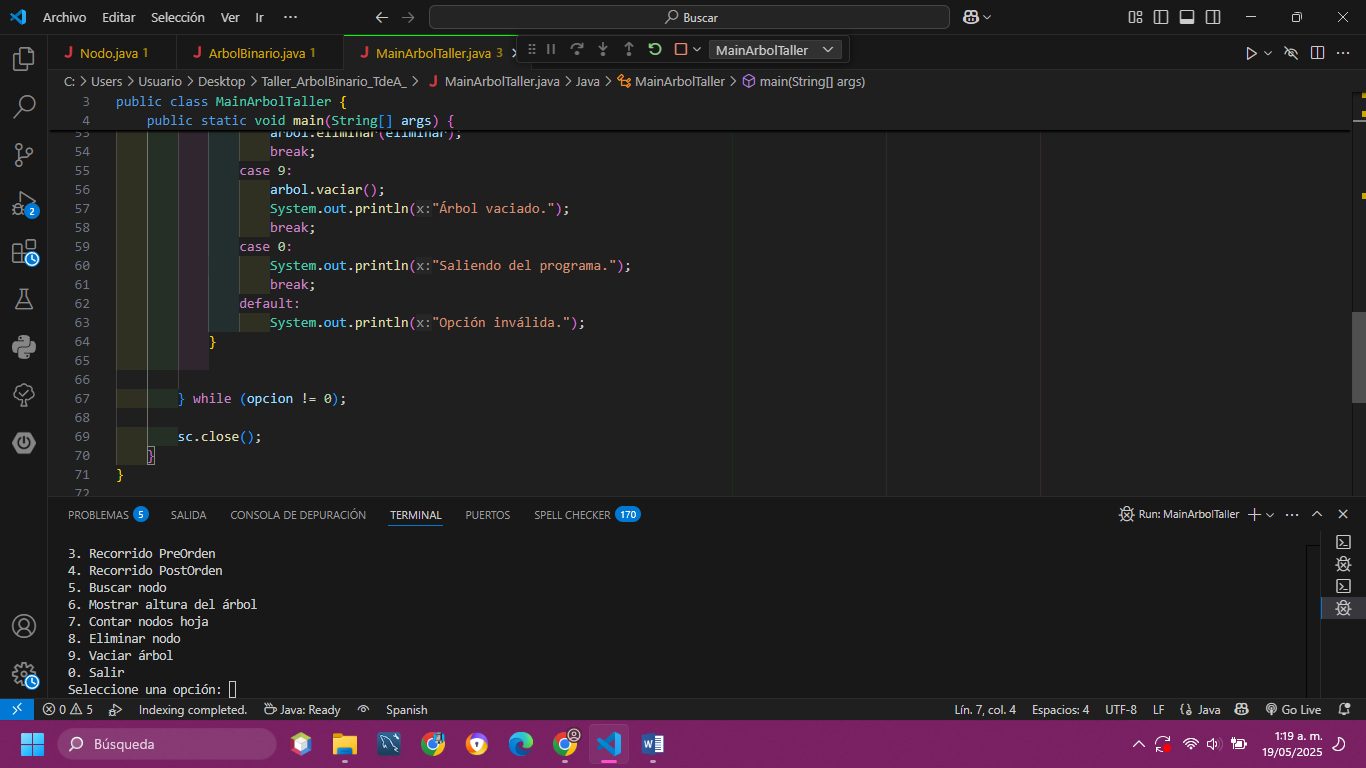 Archivo Editar Selección Ver Ir ··· Buscar
Nodo.java 1 ArbolBinario.java 1 MainArbolTaller.java 3 MainArbolTaller
C: > Users > Usuario > Desktop > Taller_ArbolBinario_TdeA_ > J MainArbolTaller.java > Java > MainArbolTaller > main(String[] args)
3 public class MainArbolTaller {
4 public static void main(String[] args) {
53 arbol.eliminar(eliminar);
54 break;
55 case 9:
56 arbol.vaciar();
57 System.out.println(x:"Árbol vaciado.");
58 break;
59 case 0:
60 System.out.println(x:"Saliendo del programa.");
61 break;
62 default:
63 System.out.println(x:"Opción inválida.");
64 }
65
66
67 } while (opcion != 0);
68
69 sc.close();
70 }
71 }
72
2
PROBLEMAS 5 SALIDA CONSOLA DE DEPURACIÓN TERMINAL PUERTOS SPELL CHECKER 170 Run: MainArbolTaller
3. Recorrido PreOrden
4. Recorrido PostOrden
5. Buscar nodo
6. Mostrar altura del árbol
7. Contar nodos hoja
8. Eliminar nodo
9. Vaciar árbol
0. Salir
Seleccione una opción:
0 5 Indexing completed. Java: Ready Spanish Lín. 7, col. 4 Espacios: 4 UTF-8 LF {} Java Go Live
Búsqueda 1:19 a. m.
19/05/2025